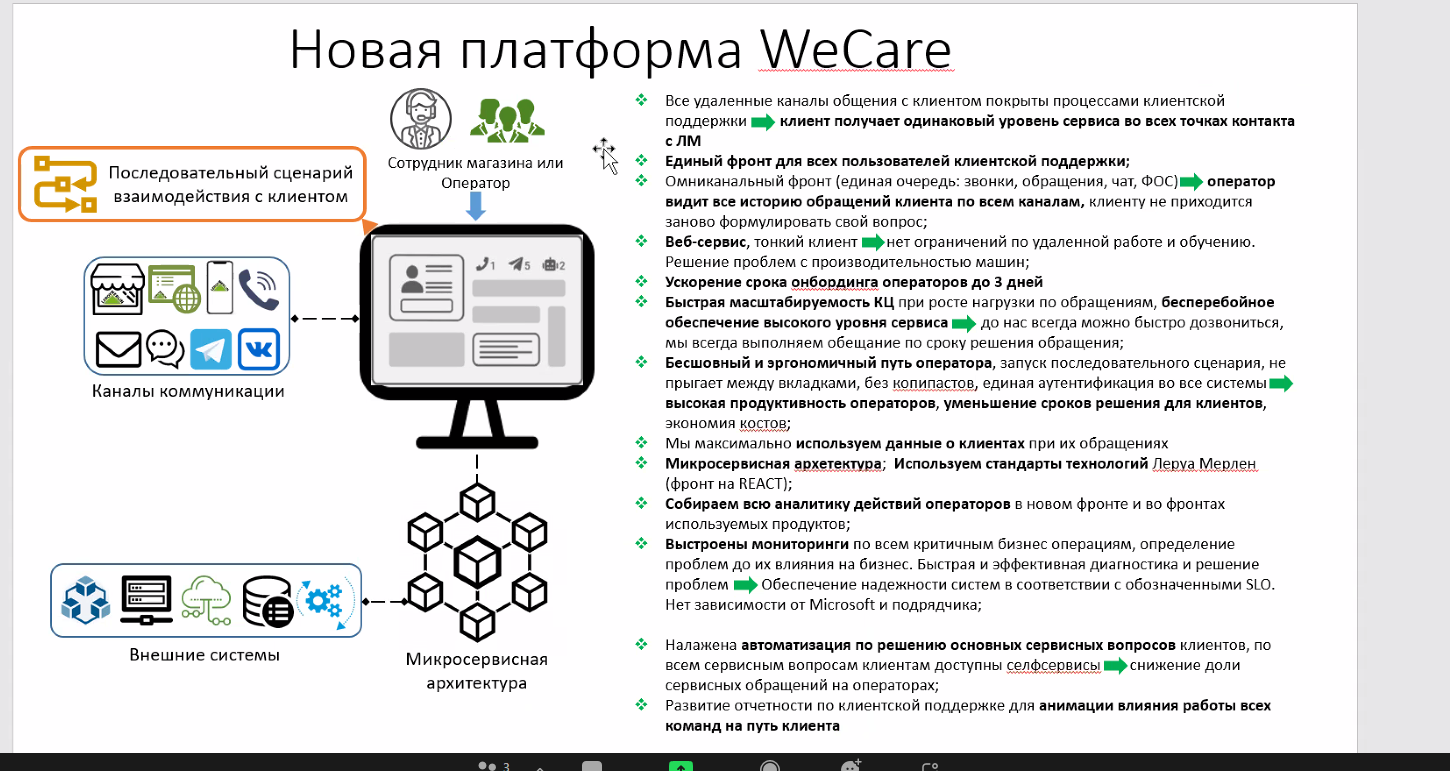 Новая платформа WeCare
Сотрудник магазина или
Оператор
Последовательный сценарий
взаимодействия с клиентом
1
5
2
Каналы коммуникации
Внешние системы
Микросервисная
архитектура
Все удаленные каналы общения с клиентом покрыты процессами клиентской
поддержки клиент получает одинаковый уровень сервиса во всех точках контакта
с ЛМ
Единый фронт для всех пользователей клиентской поддержки;
Омниканальный фронт (единая очередь: звонки, обращения, чат, ФОС) оператор
видит все историю обращений клиента по всем каналам, клиенту не приходится
заново формулировать свой вопрос;
Веб-сервис, тонкий клиент нет ограничений по удаленной работе и обучению.
Решение проблем с производительностью машин;
Ускорение срока онбординга операторов до 3 дней
Быстрая масштабируемость КЦ при росте нагрузки по обращениям, бесперебойное
обеспечение высокого уровня сервиса до нас всегда можно быстро дозвониться,
мы всегда выполняем обещание по сроку решения обращения;
Бесшовный и эргономичный путь оператора, запуск последовательного сценария, не
прыгает между вкладками, без копипастов, единая аутентификация во все системы
высокая продуктивность операторов, уменьшение сроков решения для клиентов,
экономия костов;
Мы максимально используем данные о клиентах при их обращениях
Микросервисная архетектура; Используем стандарты технологий Леруа Мерлен
(фронт на REACT);
Собираем всю аналитику действий операторов в новом фронте и во фронтах
используемых продуктов;
Выстроены мониторинги по всем критичным бизнес операциям, определение
проблем до их влияния на бизнес. Быстрая и эффективная диагностика и решение
проблем Обеспечение надежности систем в соответствии с обозначенными SLO.
Нет зависимости от Microsoft и подрядчика;
Налажена автоматизация по решению основных сервисных вопросов клиентов, по
всем сервисным вопросам клиентам доступны селфсервисы снижение доли
сервисных обращений на операторах;
Развитие отчетности по клиентской поддержке для анимации влияния работы всех
команд на путь клиента
3